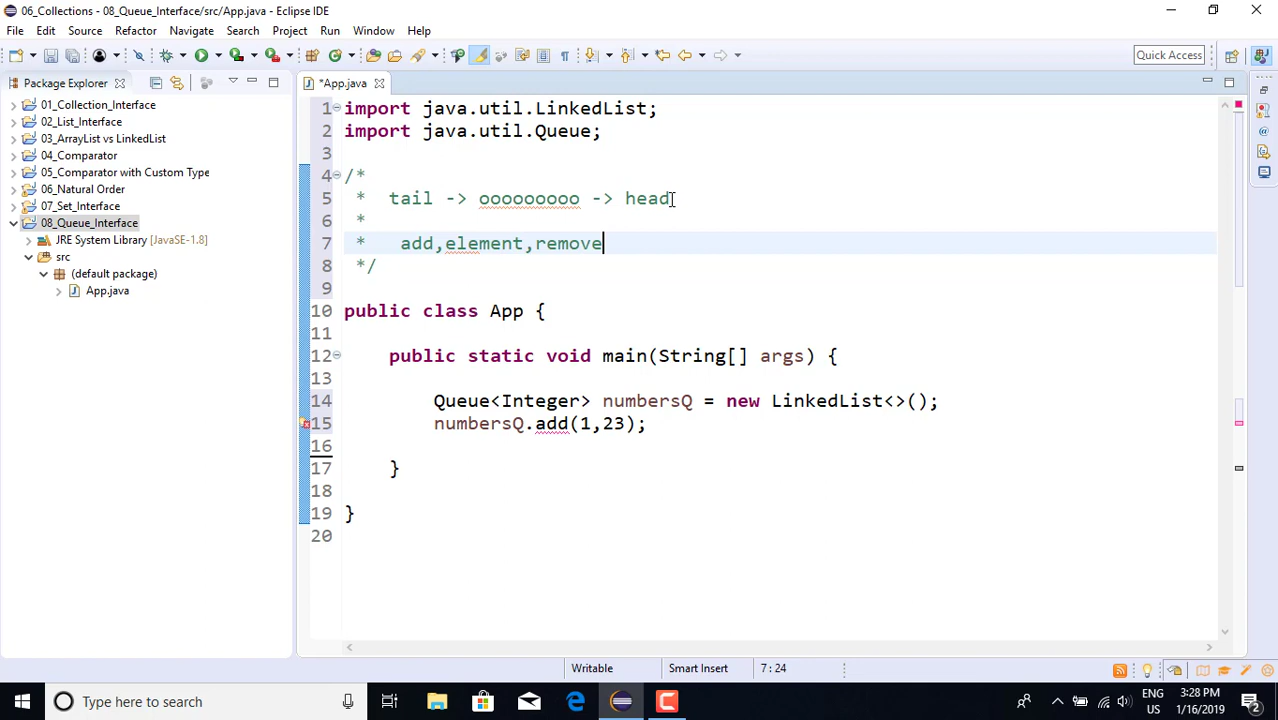 06_Collections - 08_Queue_Interface/src/App.java - Eclipse IDE
File Edit Source Refactor Navigate Search Project Run Window Help
Quick Access
Package Explorer
*App.java
01_Collection_Interface
02_List_Interface
03_ArrayList vs LinkedList
04_Comparator
05_Comparator with Custom Type
06_Natural Order
07_Set_Interface
08_Queue_Interface
JRE System Library [JavaSE-1.8]
src
(default package)
App.java
1 import java.util.LinkedList;
2 import java.util.Queue;
3
4 /*
5  *  tail -> ooooooooo -> head
6  *
7  *   add,element,remove
8  */
9
10 public class App {
11
12     public static void main(String[] args) {
13
14         Queue<Integer> numbersQ = new LinkedList<>();
15         numbersQ.add(1,23);
16
17     }
18
19 }
20
Writable Smart Insert 7 : 24
Type here to search
ENG
US
3:28 PM
1/16/2019
2